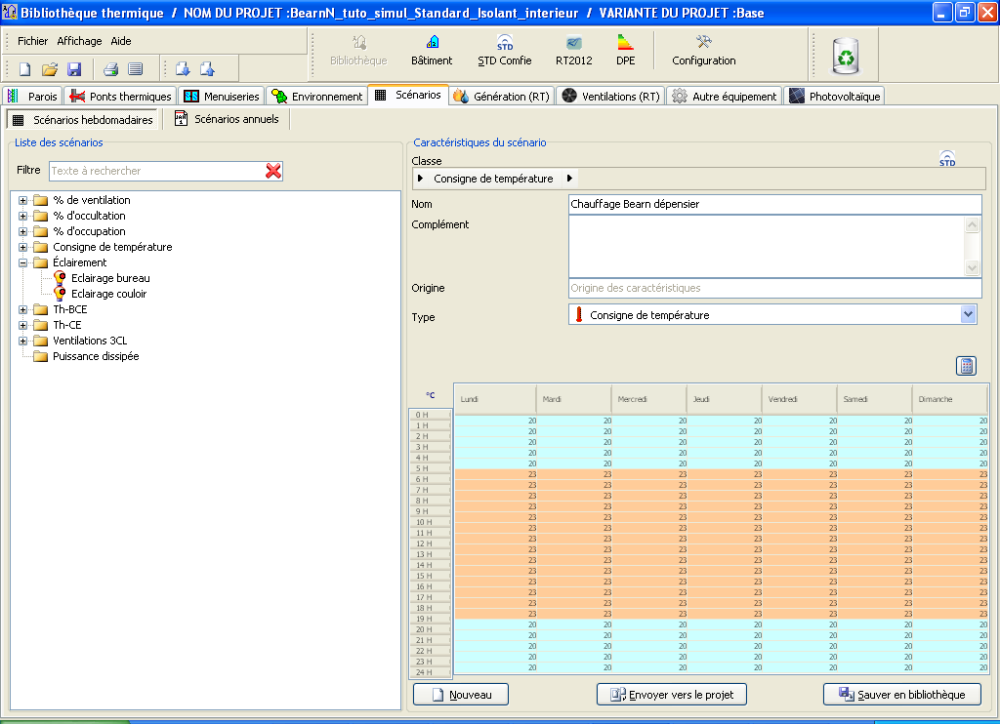 Bibliothèque thermique / NOM DU PROJET :BearnN_tuto_simul_Standard_Isolant_interieur / VARIANTE DU PROJET :Base
Fichier Affichage Aide
Bibliothèque Bâtiment STD STD Comfie RT2012 DPE Configuration
Parois Ponts thermiques Menuiseries Environnement Scénarios Génération (RT) Ventilations (RT) Autre équipement Photovoltaïque
Scénarios hebdomadaires Scénarios annuels
Liste des scénarios
Filtre Texte à rechercher
% de ventilation
% d'occultation
% d'occupation
Consigne de température
Éclairement
Eclairage bureau
Eclairage couloir
Th-BCE
Th-CE
Ventilations 3CL
Puissance dissipée
Caractéristiques du scénario
Classe STD
Consigne de température
Nom Chauffage Bearn dépensier
Complément
Origine Origine des caractéristiques
Type Consigne de température
°C Lundi Mardi Mercredi Jeudi Vendredi Samedi Dimanche
0 H
20 20 20 20 20 20 20
1 H
20 20 20 20 20 20 20
2 H
20 20 20 20 20 20 20
3 H
20 20 20 20 20 20 20
4 H
20 20 20 20 20 20 20
5 H
23 23 23 23 23 23 23
6 H
23 23 23 23 23 23 23
7 H
23 23 23 23 23 23 23
8 H
23 23 23 23 23 23 23
9 H
23 23 23 23 23 23 23
10 H
23 23 23 23 23 23 23
11 H
23 23 23 23 23 23 23
12 H
23 23 23 23 23 23 23
13 H
23 23 23 23 23 23 23
14 H
23 23 23 23 23 23 23
15 H
23 23 23 23 23 23 23
16 H
23 23 23 23 23 23 23
17 H
23 23 23 23 23 23 23
18 H
23 23 23 23 23 23 23
19 H
20 20 20 20 20 20 20
20 H
20 20 20 20 20 20 20
21 H
20 20 20 20 20 20 20
22 H
20 20 20 20 20 20 20
23 H
20 20 20 20 20 20 20
24 H
Nouveau Envoyer vers le projet Sauver en bibliothèque